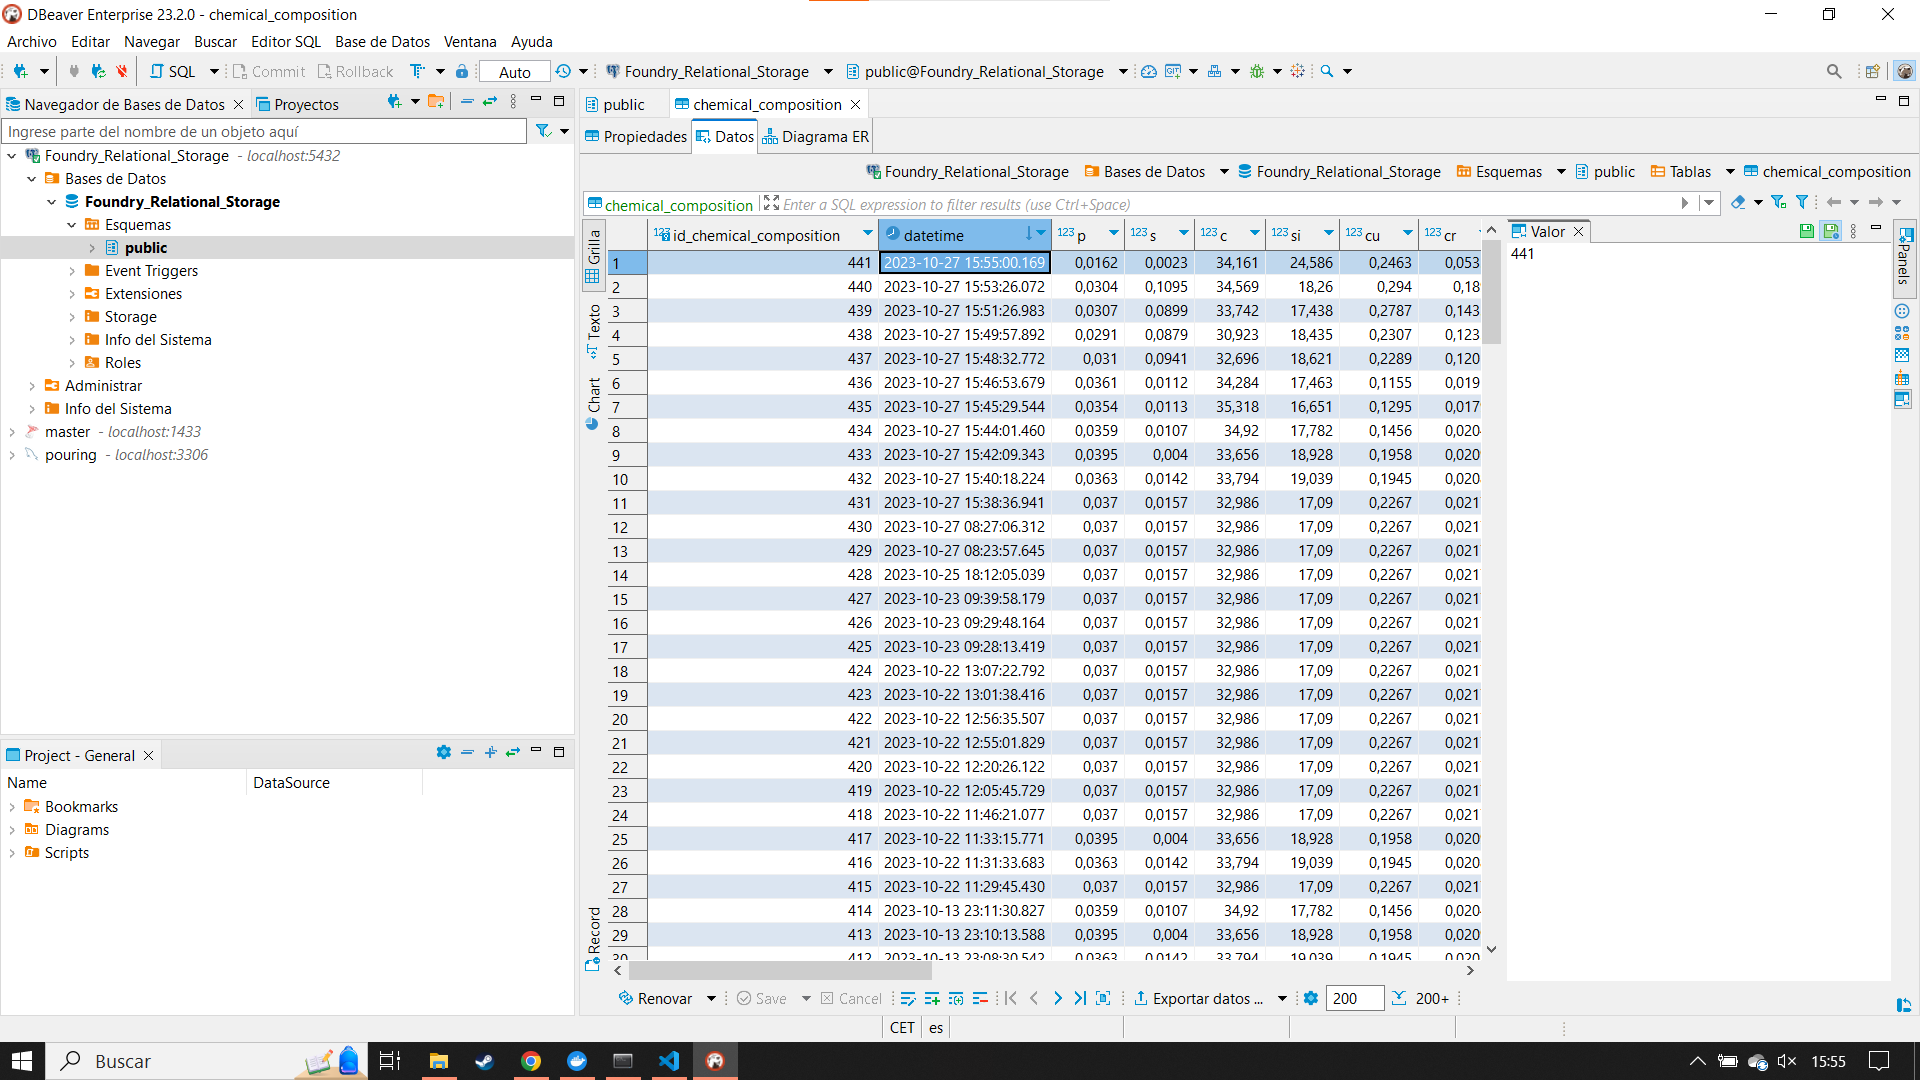 DBeaver Enterprise 23.2.0 - chemical_composition
Archivo Editar Navegar Buscar Editor SQL Base de Datos Ventana Ayuda
SQL Commit Rollback Auto Foundry_Relational_Storage public@Foundry_Relational_Storage
Navegador de Bases de Datos Proyectos
Ingrese parte del nombre de un objeto aquí
Foundry_Relational_Storage - localhost:5432
Bases de Datos
Foundry_Relational_Storage
Esquemas
public
Event Triggers
Extensiones
Storage
Info del Sistema
Roles
Administrar
Info del Sistema
master - localhost:1433
pouring - localhost:3306
Project - General
Name DataSource
Bookmarks
Diagrams
Scripts
public chemical_composition
Propiedades Datos Diagrama ER
Foundry_Relational_Storage Bases de Datos Foundry_Relational_Storage Esquemas public Tablas chemical_composition
chemical_composition Enter a SQL expression to filter results (use Ctrl+Space)
Grilla
Texto
Chart
Record
123 id_chemical_composition datetime 123 p 123 s 123 c 123 si 123 cu 123 cr
1 441 2023-10-27 15:55:00.169 0,0162 0,0023 34,161 24,586 0,2463 0,053
2 440 2023-10-27 15:53:26.072 0,0304 0,1095 34,569 18,26 0,294 0,18
3 439 2023-10-27 15:51:26.983 0,0307 0,0899 33,742 17,438 0,2787 0,143
4 438 2023-10-27 15:49:57.892 0,0291 0,0879 30,923 18,435 0,2307 0,123
5 437 2023-10-27 15:48:32.772 0,031 0,0941 32,696 18,621 0,2289 0,120
6 436 2023-10-27 15:46:53.679 0,0361 0,0112 34,284 17,463 0,1155 0,019
7 435 2023-10-27 15:45:29.544 0,0354 0,0113 35,318 16,651 0,1295 0,017
8 434 2023-10-27 15:44:01.460 0,0359 0,0107 34,92 17,782 0,1456 0,020
9 433 2023-10-27 15:42:09.343 0,0395 0,004 33,656 18,928 0,1958 0,020
10 432 2023-10-27 15:40:18.224 0,0363 0,0142 33,794 19,039 0,1945 0,020
11 431 2023-10-27 15:38:36.941 0,037 0,0157 32,986 17,09 0,2267 0,021
12 430 2023-10-27 08:27:06.312 0,037 0,0157 32,986 17,09 0,2267 0,021
13 429 2023-10-27 08:23:57.645 0,037 0,0157 32,986 17,09 0,2267 0,021
14 428 2023-10-25 18:12:05.039 0,037 0,0157 32,986 17,09 0,2267 0,021
15 427 2023-10-23 09:39:58.179 0,037 0,0157 32,986 17,09 0,2267 0,021
16 426 2023-10-23 09:29:48.164 0,037 0,0157 32,986 17,09 0,2267 0,021
17 425 2023-10-23 09:28:13.419 0,037 0,0157 32,986 17,09 0,2267 0,021
18 424 2023-10-22 13:07:22.792 0,037 0,0157 32,986 17,09 0,2267 0,021
19 423 2023-10-22 13:01:38.416 0,037 0,0157 32,986 17,09 0,2267 0,021
20 422 2023-10-22 12:56:35.507 0,037 0,0157 32,986 17,09 0,2267 0,021
21 421 2023-10-22 12:55:01.829 0,037 0,0157 32,986 17,09 0,2267 0,021
22 420 2023-10-22 12:20:26.122 0,037 0,0157 32,986 17,09 0,2267 0,021
23 419 2023-10-22 12:05:45.729 0,037 0,0157 32,986 17,09 0,2267 0,021
24 418 2023-10-22 11:46:21.077 0,037 0,0157 32,986 17,09 0,2267 0,021
25 417 2023-10-22 11:33:15.771 0,0395 0,004 33,656 18,928 0,1958 0,020
26 416 2023-10-22 11:31:33.683 0,0363 0,0142 33,794 19,039 0,1945 0,020
27 415 2023-10-22 11:29:45.430 0,037 0,0157 32,986 17,09 0,2267 0,021
28 414 2023-10-13 23:11:30.827 0,0359 0,0107 34,92 17,782 0,1456 0,020
29 413 2023-10-13 23:10:13.588 0,0395 0,004 33,656 18,928 0,1958 0,020
30 412 2023-10-13 23:08:30.542 0,0363 0,0142 33,794 19,039 0,1945 0,020
Valor
441
Panels
Renovar Save Cancel Exportar datos ... 200 200+
CET es
Buscar
15:55